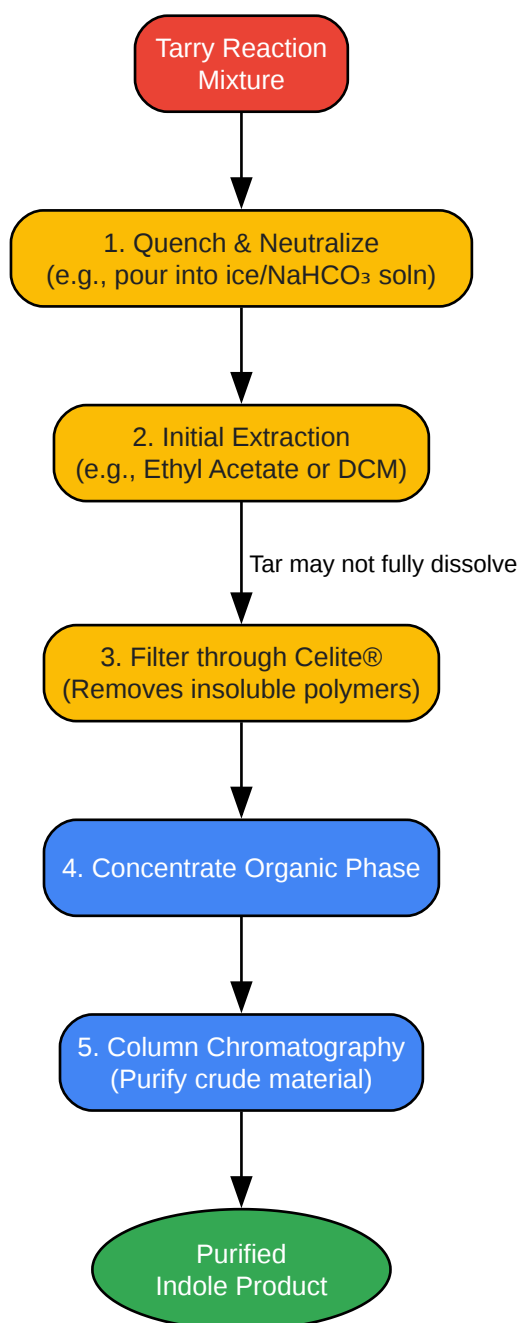 Tarry Reaction
Mixture
1. Quench & Neutralize
(e.g., pour into ice/NaHCO₃ soln)
2. Initial Extraction
(e.g., Ethyl Acetate or DCM)
Tar may not fully dissolve
3. Filter through Celite®
(Removes insoluble polymers)
4. Concentrate Organic Phase
5. Column Chromatography
(Purify crude material)
Purified
Indole Product